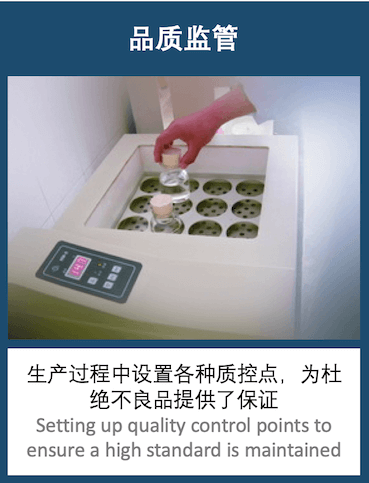 品质监管
生产过程中设置各种质控点，为杜
绝不良品提供了保证
Setting up quality control points to
ensure a high standard is maintained